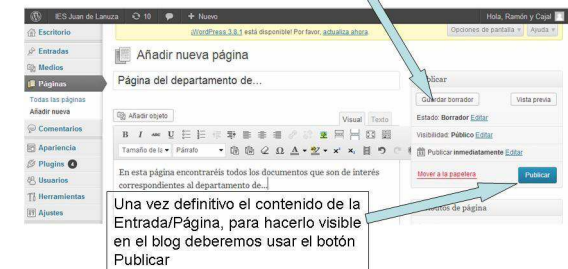 IES Juan de Lanuza 10 + Nuevo Hola, Ramón y Cajal
Escritorio
¡WordPress 3.8.1 está disponible! Por favor, actualiza ahora.
Opciones de pantalla Ayuda
Entradas
Medios
Páginas
Todas las páginas
Añadir nueva
Comentarios
Apariencia
Plugins
Usuarios
Herramientas
Ajustes
Añadir nueva página
Página del departamento de...
Añadir objeto
Visual Texto
B I ABC U
Tamaño de la Párrafo
En esta página encontraréis todos los documentos que son de interés
correspondientes al departamento de...
Publicar
Guardar borrador Vista previa
Estado: Borrador Editar
Visibilidad: Público Editar
Publicar inmediatamente Editar
Mover a la papelera Publicar
de página
Una vez definitivo el contenido de la
Entrada/Página, para hacerlo visible
en el blog deberemos usar el botón
Publicar